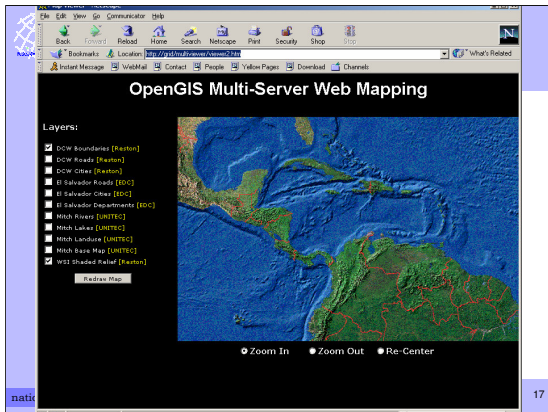 File Edit View Go Communicator Help
Back Forward Reload Home Search Netscape Print Security Shop Stop
Bookmarks Location: http://grid/multiviewer/viewer2.htm What's Related
Instant Message WebMail Contact People Yellow Pages Download Channels
OpenGIS Multi-Server Web Mapping
Layers:
DCW Boundaries [Reston]
DCW Roads [Reston]
DCW Cities [Reston]
El Salvador Roads [EDC]
El Salvador Cities [EDC]
El Salvador Departments [EDC]
Mitch Rivers [UNITEC]
Mitch Lakes [UNITEC]
Mitch Landuse [UNITEC]
Mitch Base Map [UNITEC]
WSI Shaded Relief [Reston]
Redraw Map
Zoom In Zoom Out Re-Center
17